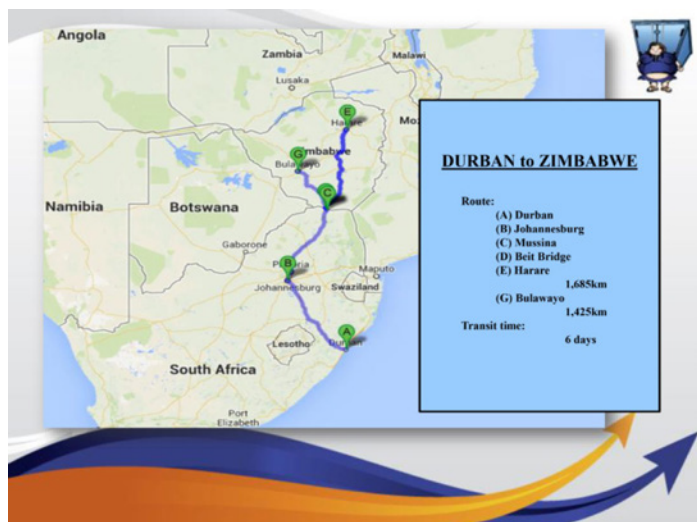 Angola
Zambia
Malawi
Lusaka
E
Harare
G
Zimbabwe
Bulawayo
C
Namibia
Botswana
Gaborone
B
Pretoria
Johannesburg
Maputo
Swaziland
A
Lesotho
Durban
South Africa
Port
Elizabeth
DURBAN to ZIMBABWE
Route:
(A) Durban
(B) Johannesburg
(C) Mussina
(D) Beit Bridge
(E) Harare
1,685km
(G) Bulawayo
1,425km
Transit time:
6 days